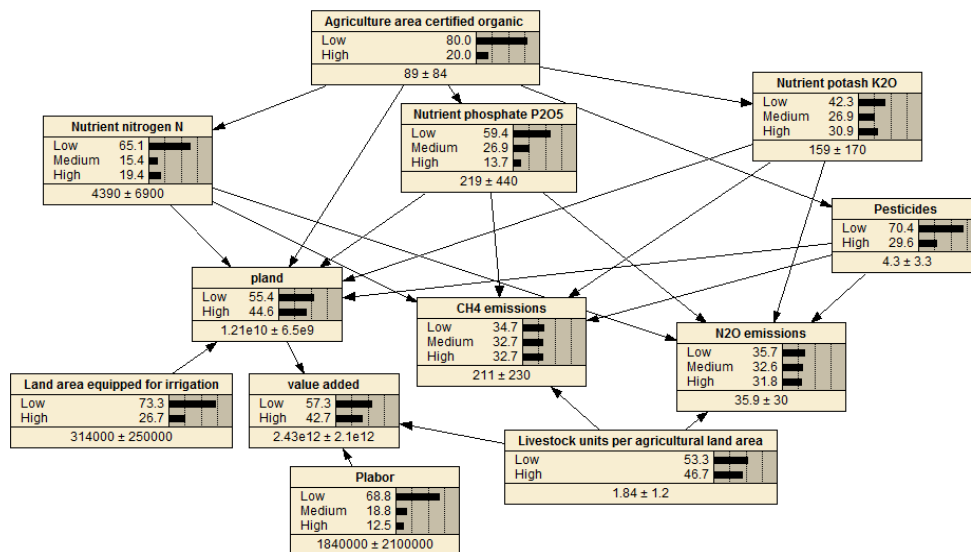 Agriculture area certified organic
Low 80.0
High 20.0
89 ± 84
Nutrient potash K2O
Low 42.3
Medium 26.9
High 30.9
159 ± 170
Nutrient phosphate P2O5
Low 59.4
Medium 26.9
High 13.7
219 ± 440
Nutrient nitrogen N
Low 65.1
Medium 15.4
High 19.4
4390 ± 6900
Pesticides
Low 70.4
High 29.6
4.3 ± 3.3
pland
Low 55.4
High 44.6
1.21e10 ± 6.5e9
CH4 emissions
Low 34.7
Medium 32.7
High 32.7
211 ± 230
N2O emissions
Low 35.7
Medium 32.6
High 31.8
35.9 ± 30
Land area equipped for irrigation
Low 73.3
High 26.7
314000 ± 250000
value added
Low 57.3
High 42.7
2.43e12 ± 2.1e12
Livestock units per agricultural land area
Low 53.3
High 46.7
1.84 ± 1.2
Plabor
Low 68.8
Medium 18.8
High 12.5
1840000 ± 2100000